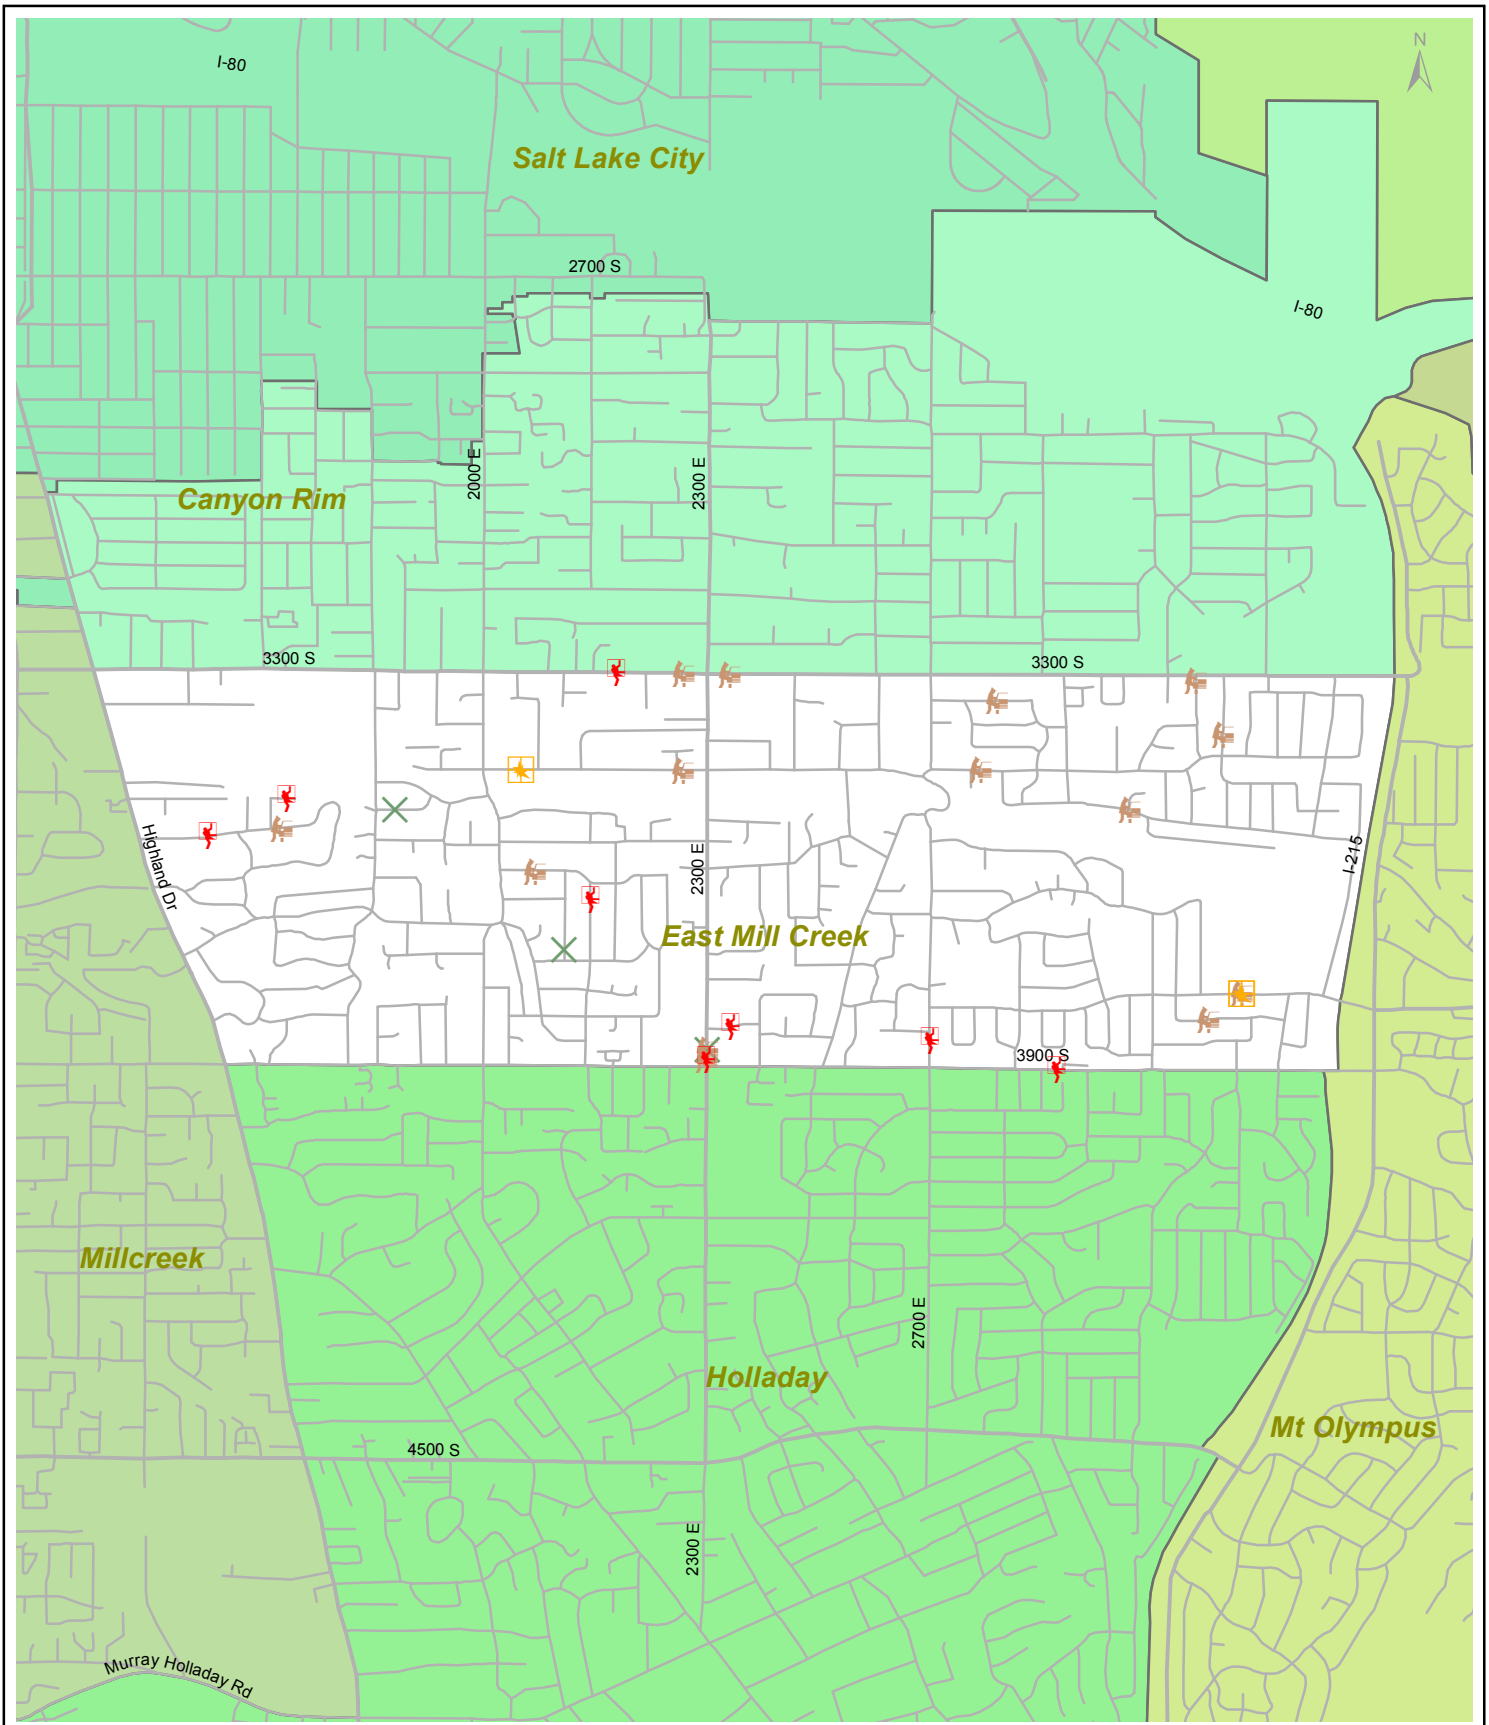 I-80
N
Salt Lake City
2700 S
I-80
2000 E
2300 E
Canyon Rim
3300 S
3300 S
Highland Dr
2300 E
I-215
East Mill Creek
3900 S
Millcreek
2700 E
Holladay
Mt Olympus
4500 S
2300 E
Murray Holladay Rd